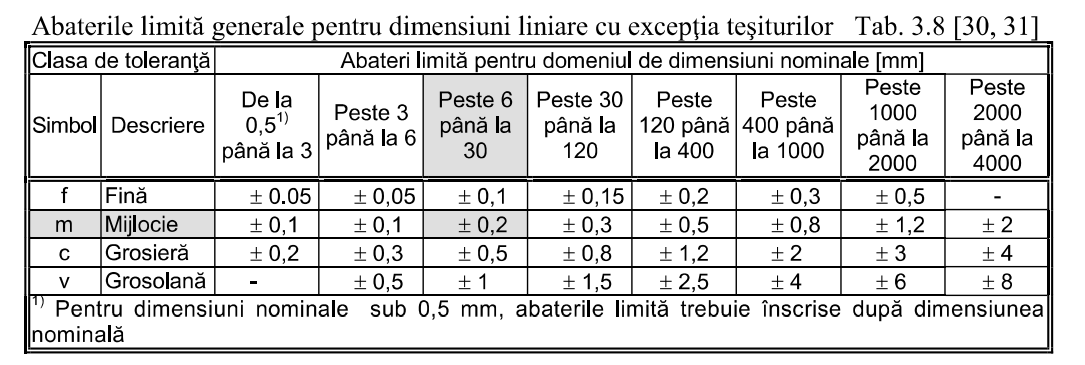 Abaterile limită generale pentru dimensiuni liniare cu excepţia teşiturilor Tab. 3.8 [30, 31]
Clasa de toleranţă Abateri limită pentru domeniul de dimensiuni nominale [mm]
Simbol Descriere De la 0,5¹⁾ până la 3 Peste 3 până la 6 Peste 6 până la 30 Peste 30 până la 120 Peste 120 până la 400 Peste 400 până la 1000 Peste 1000 până la 2000 Peste 2000 până la 4000
f Fină ± 0.05 ± 0,05 ± 0,1 ± 0,15 ± 0,2 ± 0,3 ± 0,5 -
m Mijlocie ± 0,1 ± 0,1 ± 0,2 ± 0,3 ± 0,5 ± 0,8 ± 1,2 ± 2
c Grosieră ± 0,2 ± 0,3 ± 0,5 ± 0,8 ± 1,2 ± 2 ± 3 ± 4
v Grosolană - ± 0,5 ± 1 ± 1,5 ± 2,5 ± 4 ± 6 ± 8
¹⁾ Pentru dimensiuni nominale sub 0,5 mm, abaterile limită trebuie înscrise după dimensiunea
nominală